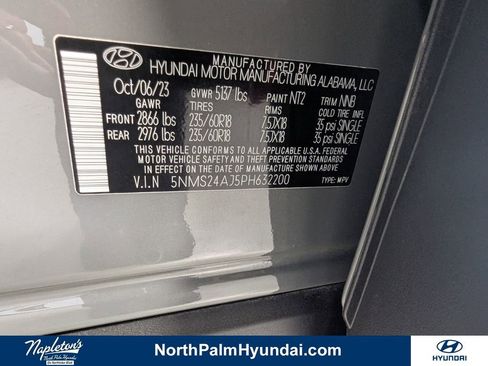 MANUFACTURED BY
HYUNDAI MOTOR MANUFACTURING ALABAMA, LLC
Oct/06/23 GVWR 5137 lbs PAINT NT2 TRIM NNB
GAWR TIRES RIMS COLD TIRE INFL
FRONT 2866 lbs 235/60R18 7.5JX18 35 psi SINGLE
REAR 2976 lbs 235/60R18 7.5JX18 35 psi SINGLE
THIS VEHICLE CONFORMS TO ALL APPLICABLE U.S.A. FEDERAL
MOTOR VEHICLE SAFETY AND THEFT PREVENTION STANDARDS
IN EFFECT ON THE DATE OF MANUFACTURE SHOWN ABOVE.
V.I.N 5NMS24AJ5PH632200 TYPE: MPV
Napleton's
North Palm Hyundai
NorthPalmHyundai.com
HYUNDAI